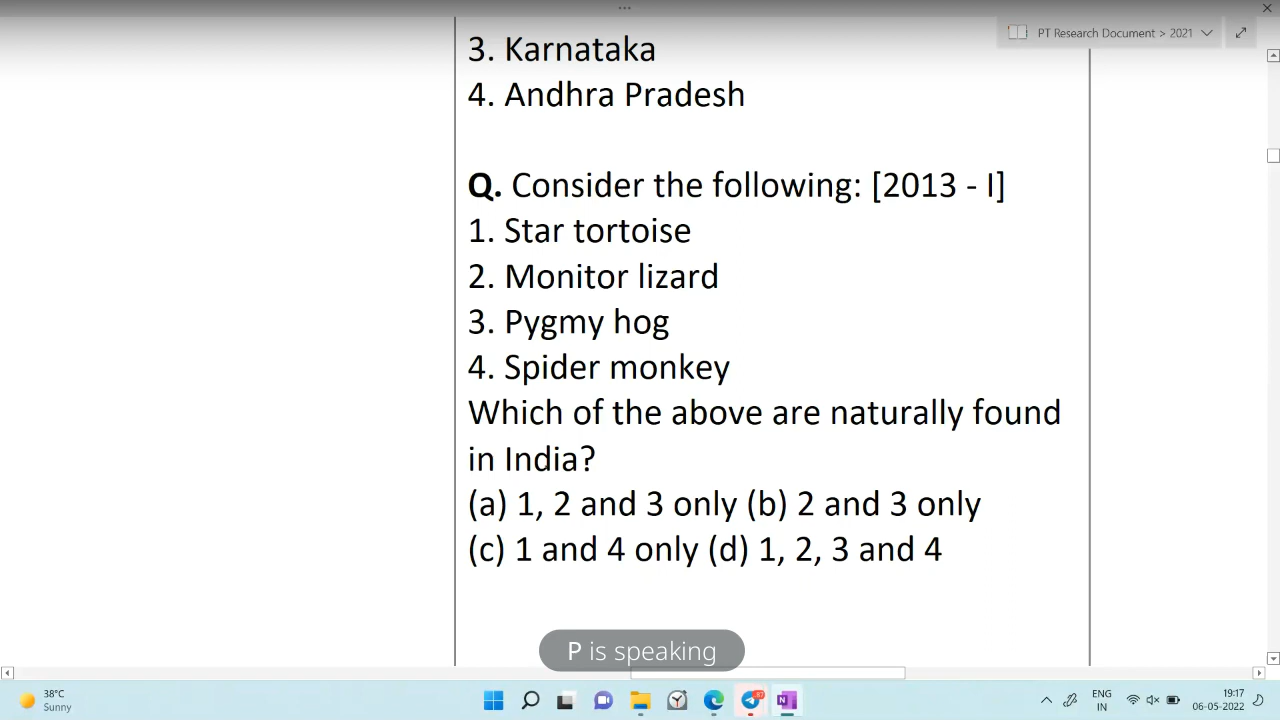 PT Research Document > 2021
3. Karnataka
4. Andhra Pradesh
Q. Consider the following: [2013 - I]
1. Star tortoise
2. Monitor lizard
3. Pygmy hog
4. Spider monkey
Which of the above are naturally found
in India?
(a) 1, 2 and 3 only (b) 2 and 3 only
(c) 1 and 4 only (d) 1, 2, 3 and 4
P is speaking
38°C
Sunny
ENG
IN
19:17
06-05-2022